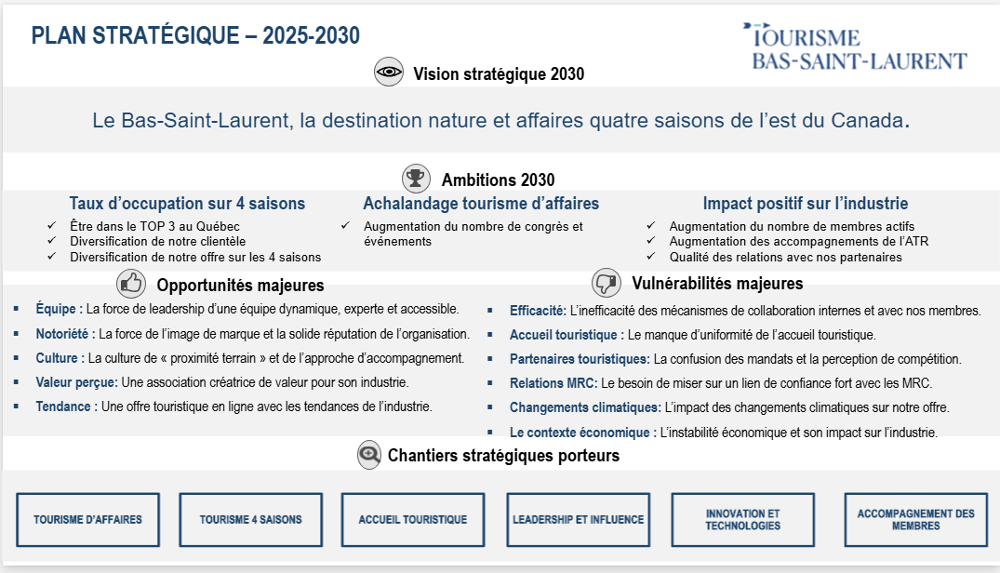 PLAN STRATÉGIQUE – 2025-2030
TOURISME
BAS-SAINT-LAURENT
Vision stratégique 2030
Le Bas-Saint-Laurent, la destination nature et affaires quatre saisons de l’est du Canada.
Ambitions 2030
Taux d’occupation sur 4 saisons
✓ Être dans le TOP 3 au Québec
✓ Diversification de notre clientèle
✓ Diversification de notre offre sur les 4 saisons
Achalandage tourisme d’affaires
✓ Augmentation du nombre de congrès et
événements
Impact positif sur l’industrie
✓ Augmentation du nombre de membres actifs
✓ Augmentation des accompagnements de l’ATR
✓ Qualité des relations avec nos partenaires
Opportunités majeures
▪ Équipe : La force de leadership d’une équipe dynamique, experte et accessible.
▪ Notoriété : La force de l’image de marque et la solide réputation de l’organisation.
▪ Culture : La culture de « proximité terrain » et de l’approche d’accompagnement.
▪ Valeur perçue: Une association créatrice de valeur pour son industrie.
▪ Tendance : Une offre touristique en ligne avec les tendances de l’industrie.
Vulnérabilités majeures
▪ Efficacité: L’inefficacité des mécanismes de collaboration internes et avec nos membres.
▪ Accueil touristique : Le manque d’uniformité de l’accueil touristique.
▪ Partenaires touristiques: La confusion des mandats et la perception de compétition.
▪ Relations MRC: Le besoin de miser sur un lien de confiance fort avec les MRC.
▪ Changements climatiques: L’impact des changements climatiques sur notre offre.
▪ Le contexte économique : L’instabilité économique et son impact sur l’industrie.
Chantiers stratégiques porteurs
TOURISME D’AFFAIRES
TOURISME 4 SAISONS
ACCUEIL TOURISTIQUE
LEADERSHIP ET INFLUENCE
INNOVATION ET
TECHNOLOGIES
ACCOMPAGNEMENT DES
MEMBRES